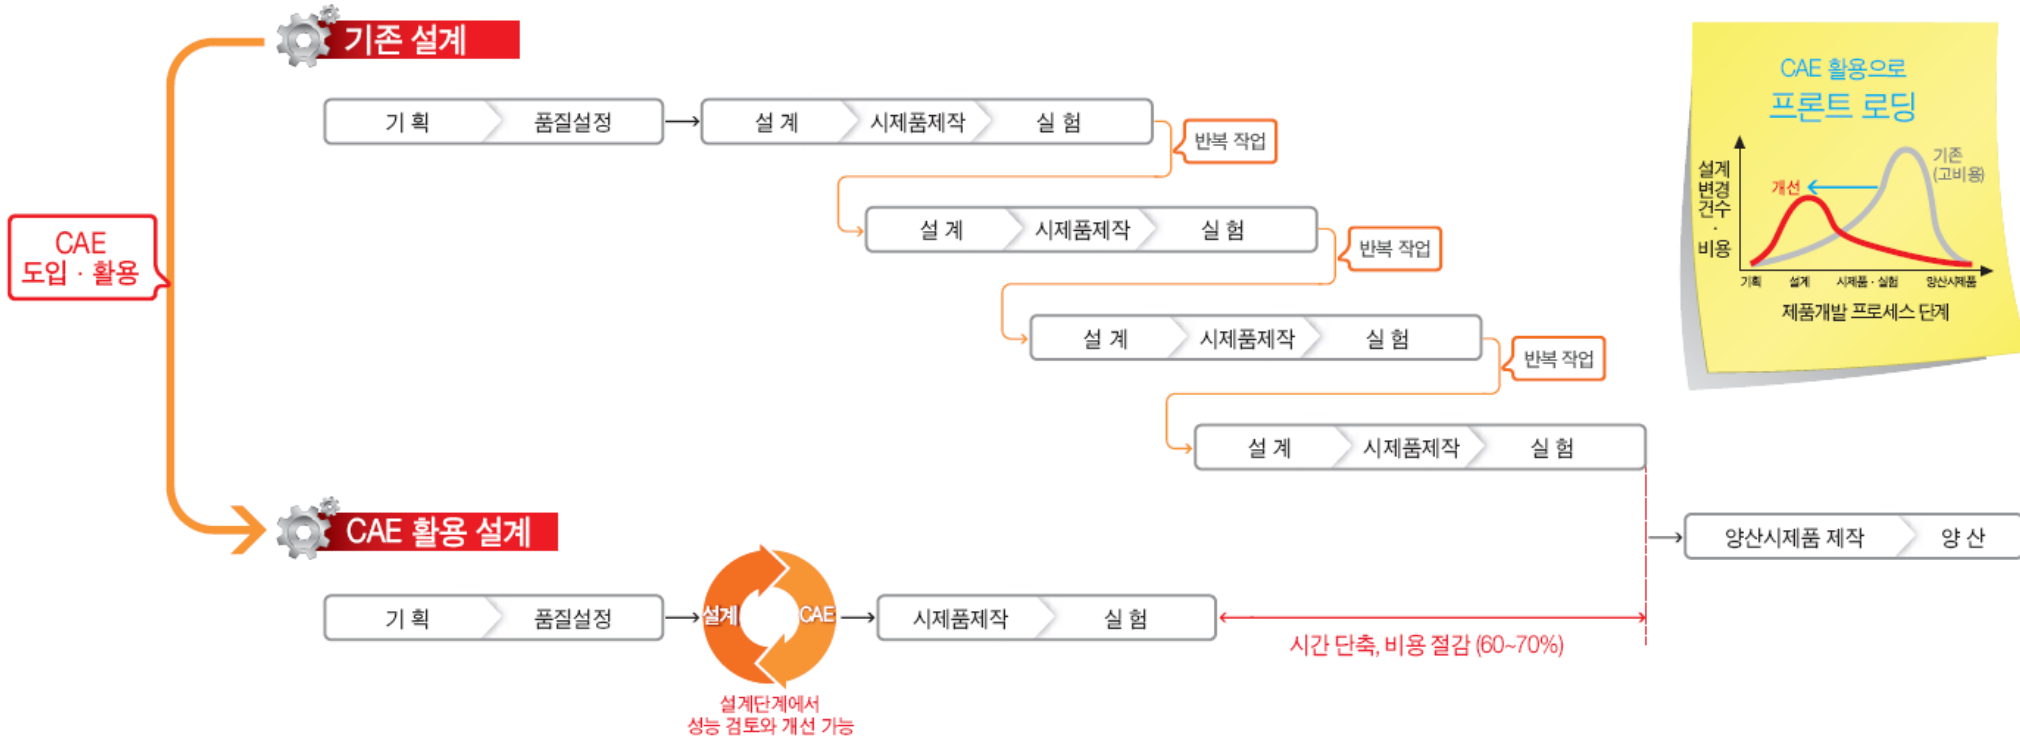 기존 설계
기 획 품질설정 설 계 시제품제작 실 험
반복 작업
설 계 시제품제작 실 험
반복 작업
설 계 시제품제작 실 험
반복 작업
설 계 시제품제작 실 험
CAE
도입 · 활용
CAE 활용 설계
기 획 품질설정 설계 CAE 시제품제작 실 험
설계단계에서
성능 검토와 개선 가능
시간 단축, 비용 절감 (60~70%)
양산시제품 제작 양 산
CAE 활용으로
프론트 로딩
설계
변경
건수
·
비용
개선
기존
(고비용)
기획 설계 시제품 · 실험 양산시제품
제품개발 프로세스 단계